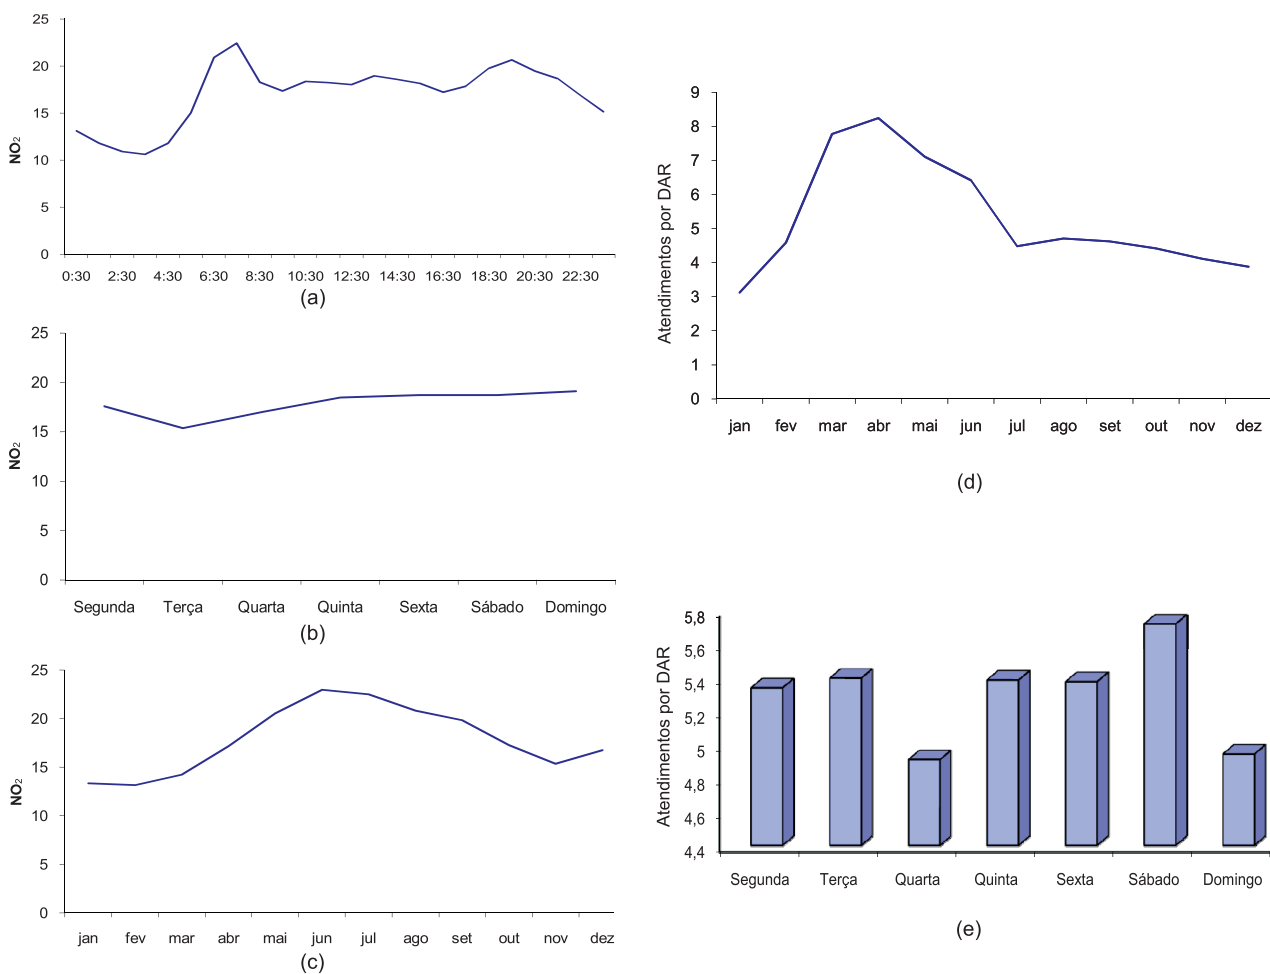 25
20
15
10
5
0
NO2
0:30 2:30 4:30 6:30 8:30 10:30 12:30 14:30 16:30 18:30 20:30 22:30
(a)
25
20
15
10
5
0
NO2
Segunda Terça Quarta Quinta Sexta Sábado Domingo
(b)
25
20
15
10
5
0
NO2
jan fev mar abr mai jun jul ago set out nov dez
(c)
9
8
7
6
5
4
3
2
1
0
Atendimentos por DAR
jan fev mar abr mai jun jul ago set out nov dez
(d)
5,8
5,6
5,4
5,2
5
4,8
4,6
4,4
Atendimentos por DAR
Segunda Terça Quarta Quinta Sexta Sábado Domingo
(e)